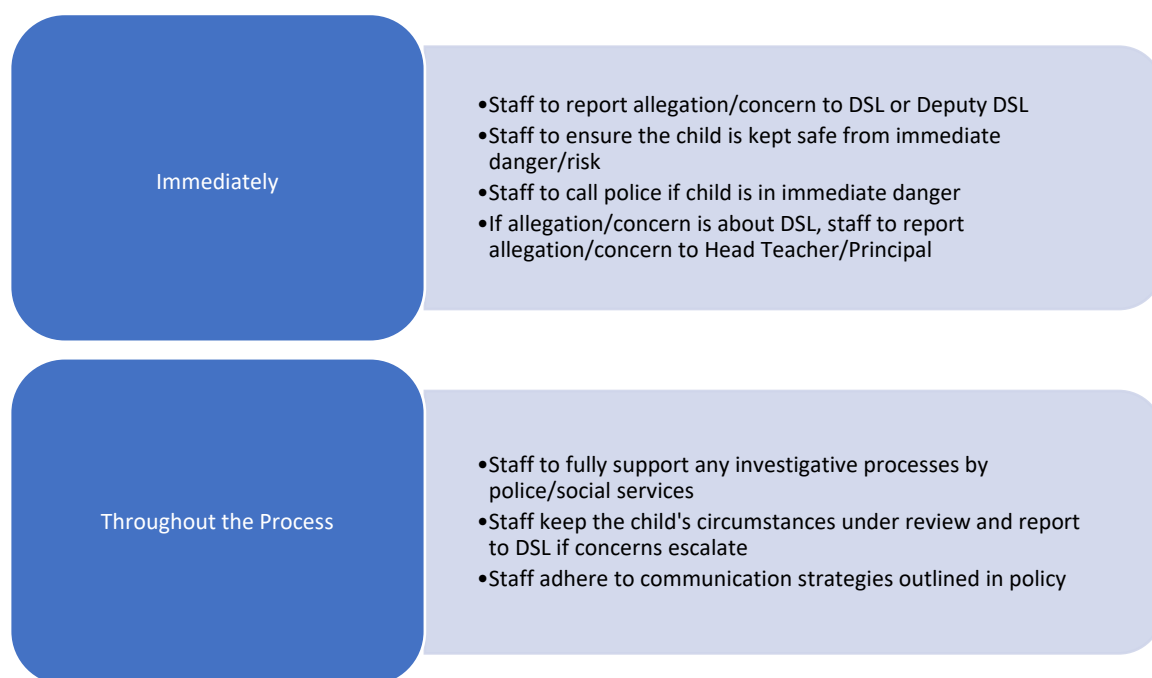 Immediately
•Staff to report allegation/concern to DSL or Deputy DSL
•Staff to ensure the child is kept safe from immediate
danger/risk
•Staff to call police if child is in immediate danger
•If allegation/concern is about DSL, staff to report
allegation/concern to Head Teacher/Principal
Throughout the Process
•Staff to fully support any investigative processes by
police/social services
•Staff keep the child's circumstances under review and report
to DSL if concerns escalate
•Staff adhere to communication strategies outlined in policy